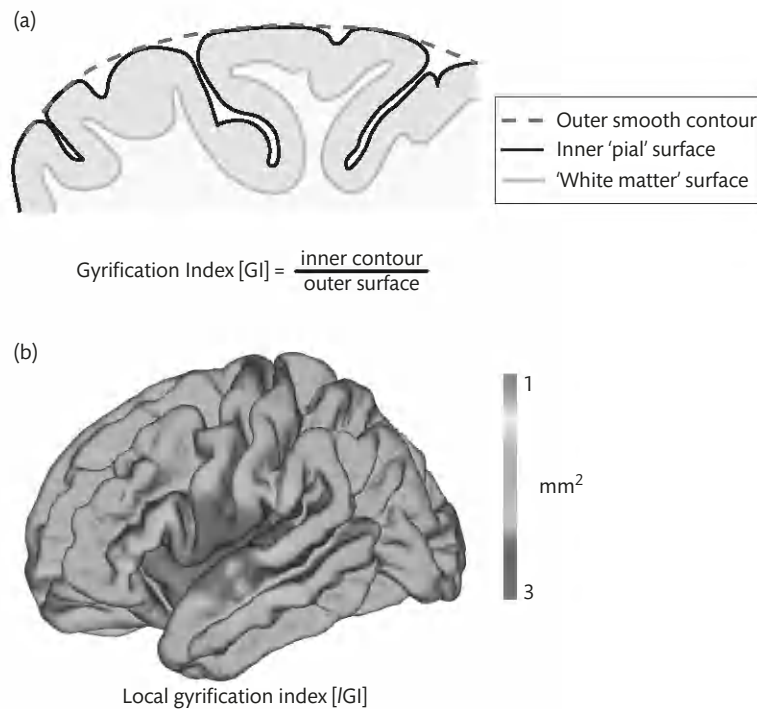 (a)
Outer smooth contour
Inner 'pial' surface
'White matter' surface
Gyrification Index [GI] = inner contour
outer surface
(b)
1
mm²
3
Local gyrification index [lGI]